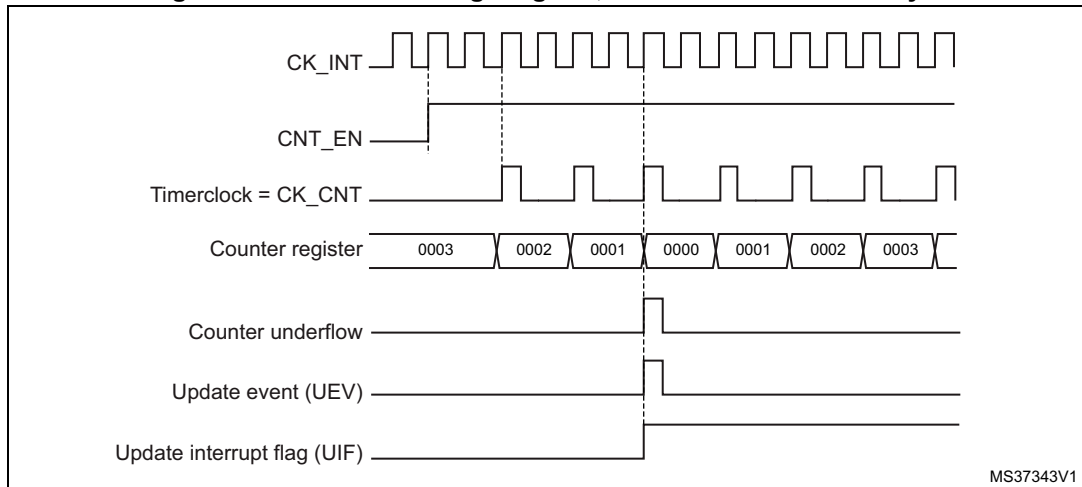 CK_INT
CNT_EN
Timerclock = CK_CNT
Counter register 0003 0002 0001 0000 0001 0002 0003
Counter underflow
Update event (UEV)
Update interrupt flag (UIF)
MS37343V1